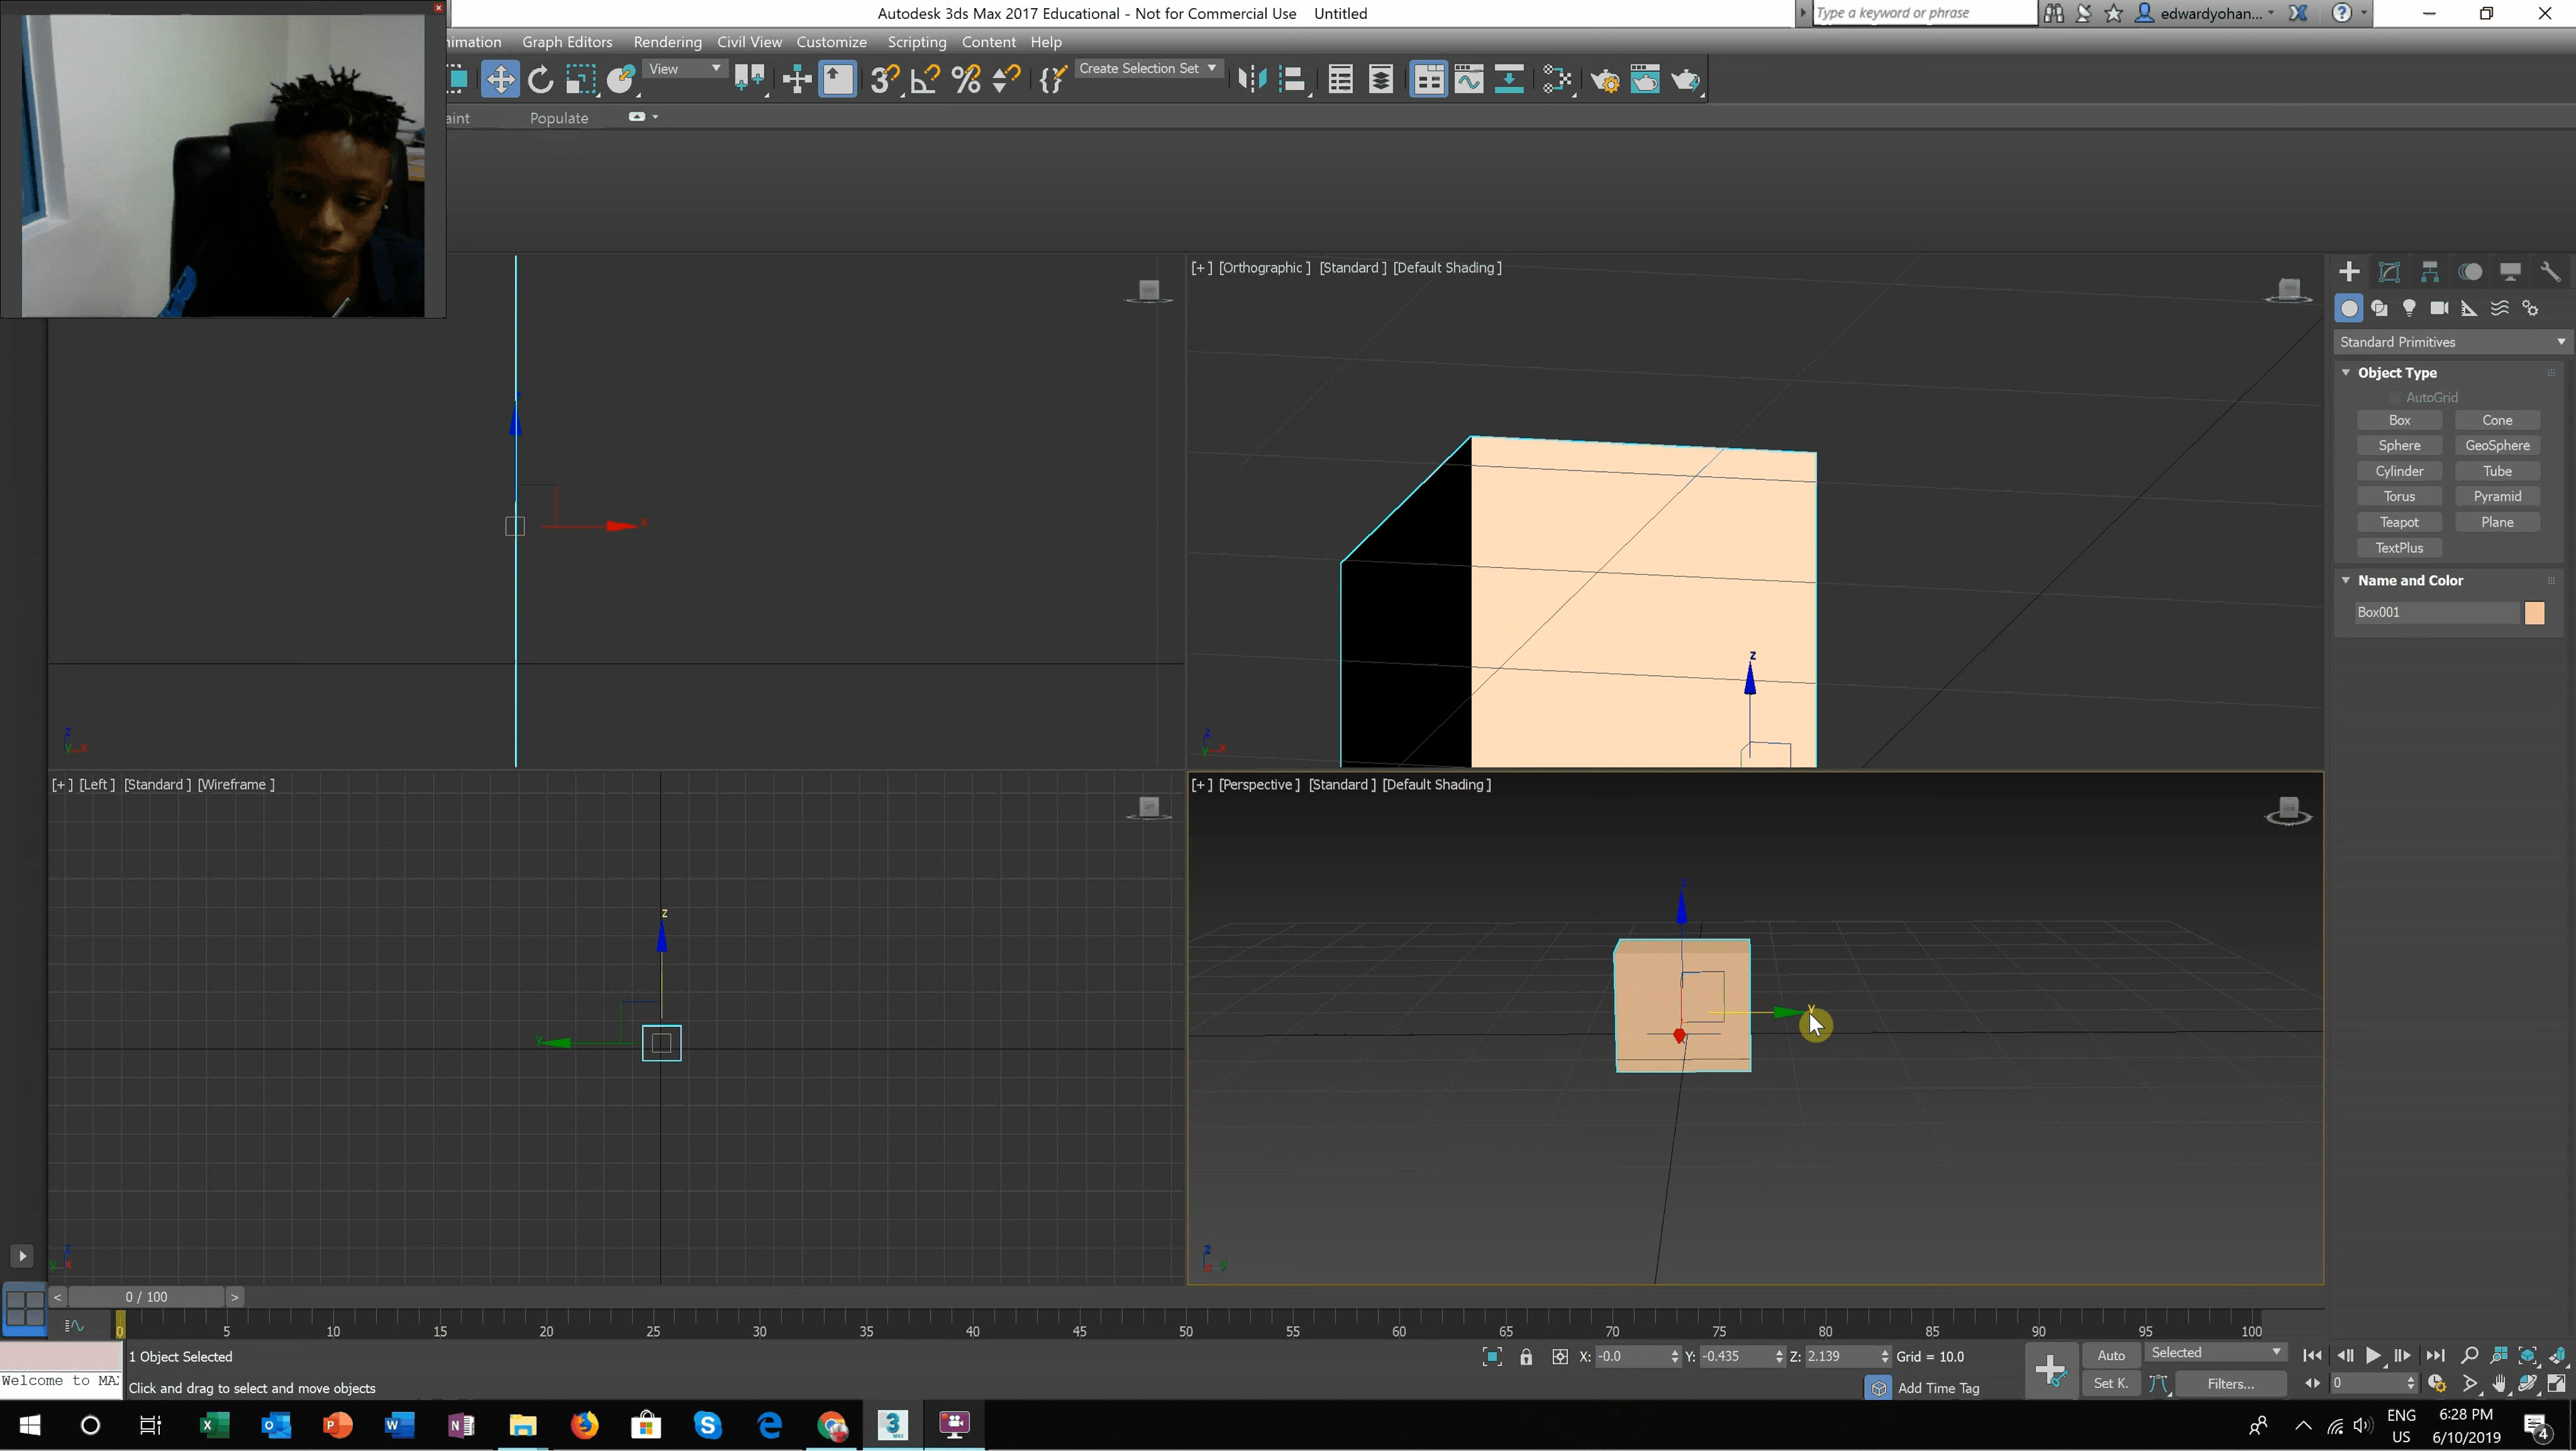 Autodesk 3ds Max 2017 Educational - Not for Commercial Use Untitled
Type a keyword or phrase
edwardyohan...
imation Graph Editors Rendering Civil View Customize Scripting Content Help
View
Create Selection Set
aint Populate
[+] [Orthographic] [Standard] [Default Shading]
Standard Primitives
Object Type
AutoGrid
Box Cone
Sphere GeoSphere
Cylinder Tube
Torus Pyramid
Teapot Plane
TextPlus
Name and Color
Box001
z
x
z
z
y x
z
y x
[+] [Left] [Standard] [Wireframe]
[+] [Perspective] [Standard] [Default Shading]
z
y
z
y
z
y x
z
x y
< 0 / 100 >
0 5 10 15 20 25 30 35 40 45 50 55 60 65 70 75 80 85 90 95 100
1 Object Selected
X: -0.0 Y: -0.435 Z: 2.139 Grid = 10.0
Auto Selected
Welcome to MAX
Click and drag to select and move objects
Add Time Tag
Set K. Filters... 0
ENG
US
6:28 PM
6/10/2019
4